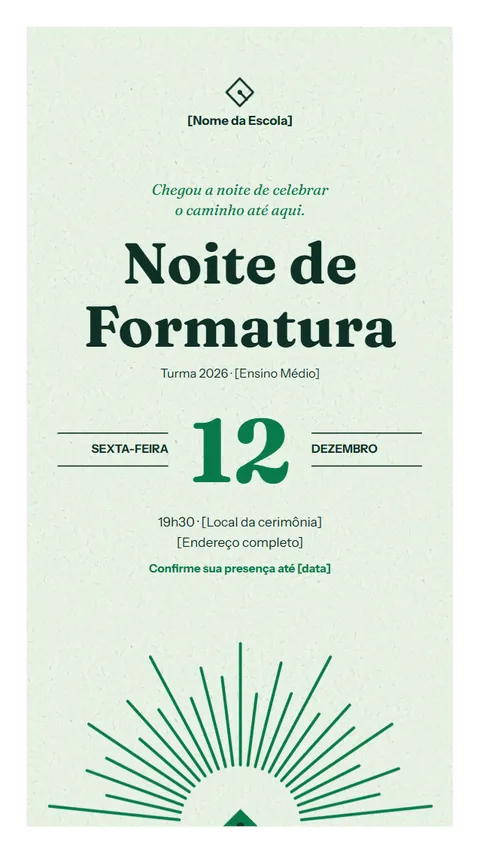 [Nome da Escola]
Chegou a noite de celebrar
o caminho até aqui.
Noite de
Formatura
Turma 2026 · [Ensino Médio]
SEXTA-FEIRA 12 DEZEMBRO
19h30 · [Local da cerimônia]
[Endereço completo]
Confirme sua presença até [data]